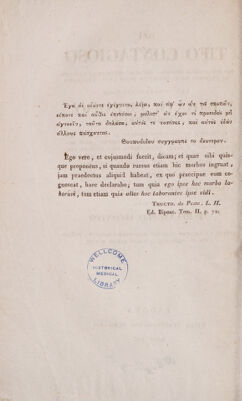 Ἐγὼ δὲ οἷόντε ἐγίγνετο, λέξω, καὶ ἀφ' ὧν ἄν τις σκοπῶν,
εἴποτε καὶ αὖθις ἐπιπέσοι, μάλιστ' ἂν ἔχοι τι προειδὼς μὴ
ἀγνοεῖν, ταῦτα δηλώσω, αὐτός τε νοσήσας, καὶ αὐτὸς ἰδὼν
ἄλλους πάσχοντας.
Θουκυδίδου συγγραφῆς το δευτερον.
Ego vero, et cujusmodi fuerit, dicam; et quae sibi quis-
que proponens, si quando rursus etiam hic morbus ingruat,
jam praedoctus aliquid habeat, ex quo praecipue eum co-
gnoscat, haec declarabo, tum quia ego ipse hoc morbo la-
boravi, tum etiam quia alios hoc laborantes ipse vidi.
Thucyd. de Peste. L. II.
Ed. Bipont. Tom. II. p. 72.
WELLCOME
HISTORICAL
MEDICAL
LIBRARY